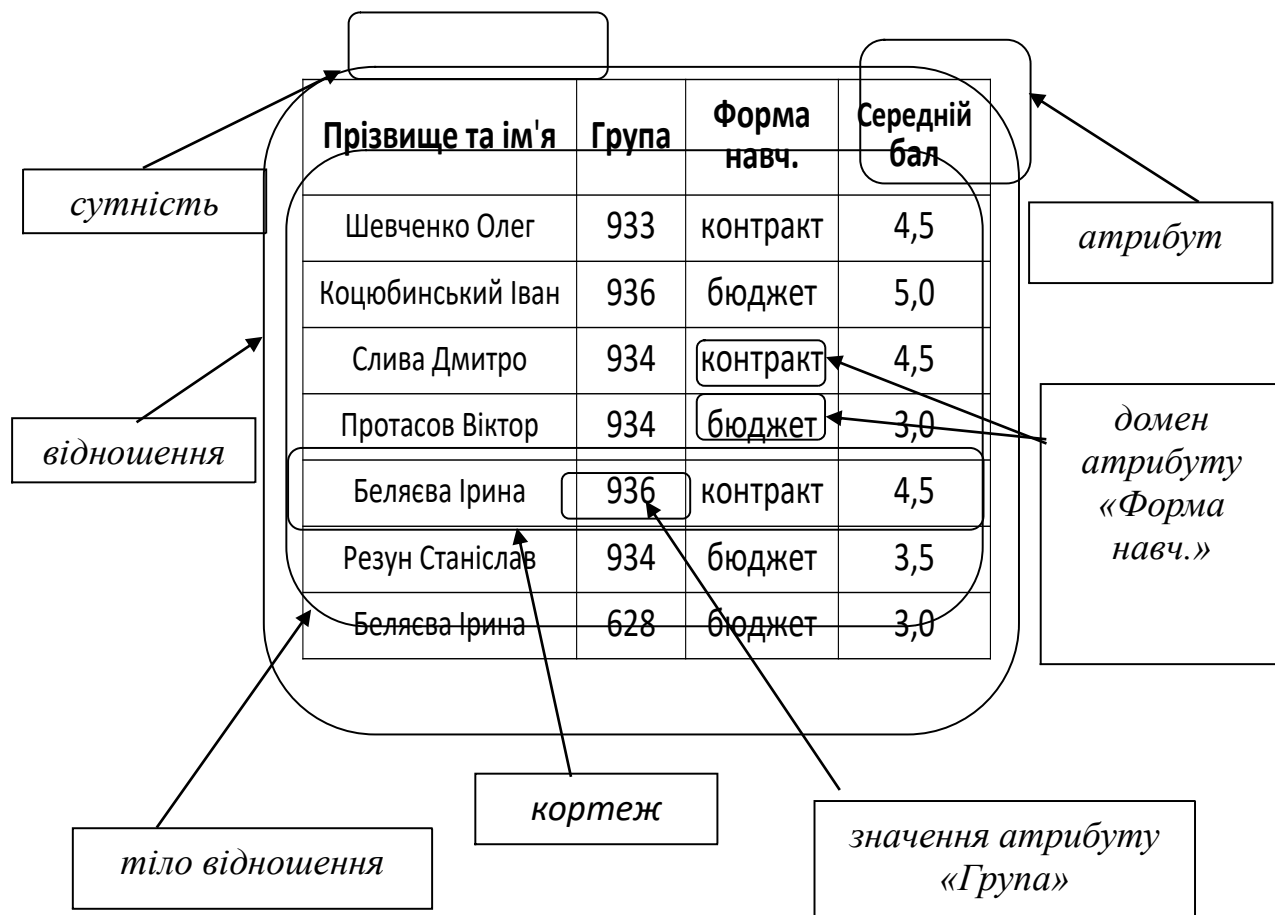 Прізвище та ім'я Група Форма навч. Середній бал
сутність
атрибут
Шевченко Олег 933 контракт 4,5
Коцюбинський Іван 936 бюджет 5,0
Слива Дмитро 934 контракт 4,5
Протасов Віктор 934 бюджет 3,0
відношення
домен
атрибуту
«Форма
навч.»
Беляєва Ірина 936 контракт 4,5
Резун Станіслав 934 бюджет 3,5
Беляєва Ірина 628 бюджет 3,0
кортеж
тіло відношення
значення атрибуту
«Група»